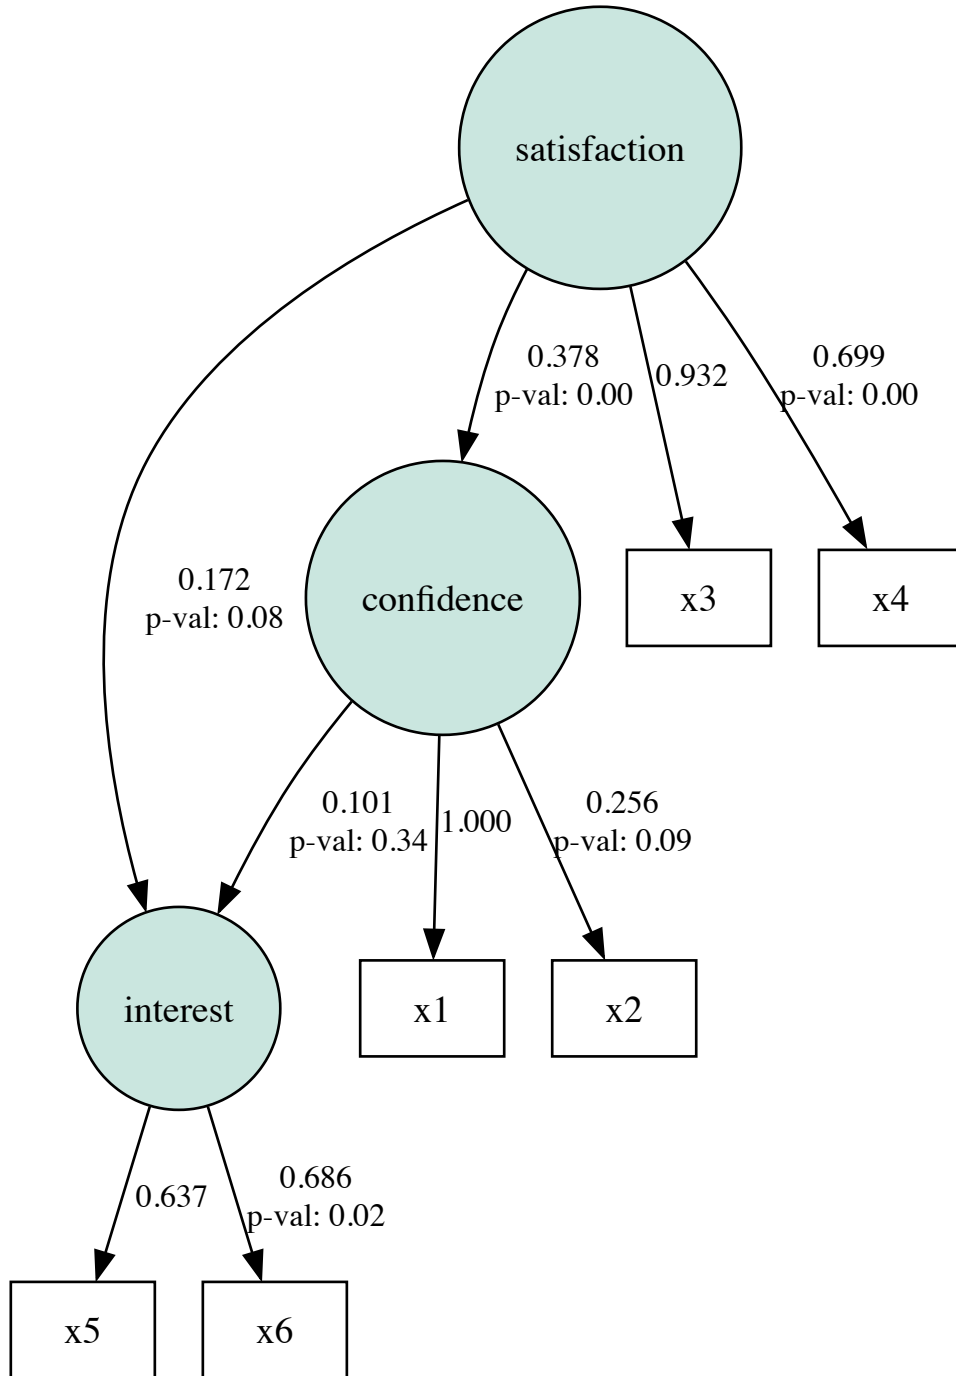 satisfaction
0.378
p-val: 0.00
0.932
0.699
p-val: 0.00
0.172
p-val: 0.08
confidence
x3
x4
0.101
p-val: 0.34
1.000
0.256
p-val: 0.09
interest
x1
x2
0.637
0.686
p-val: 0.02
x5
x6